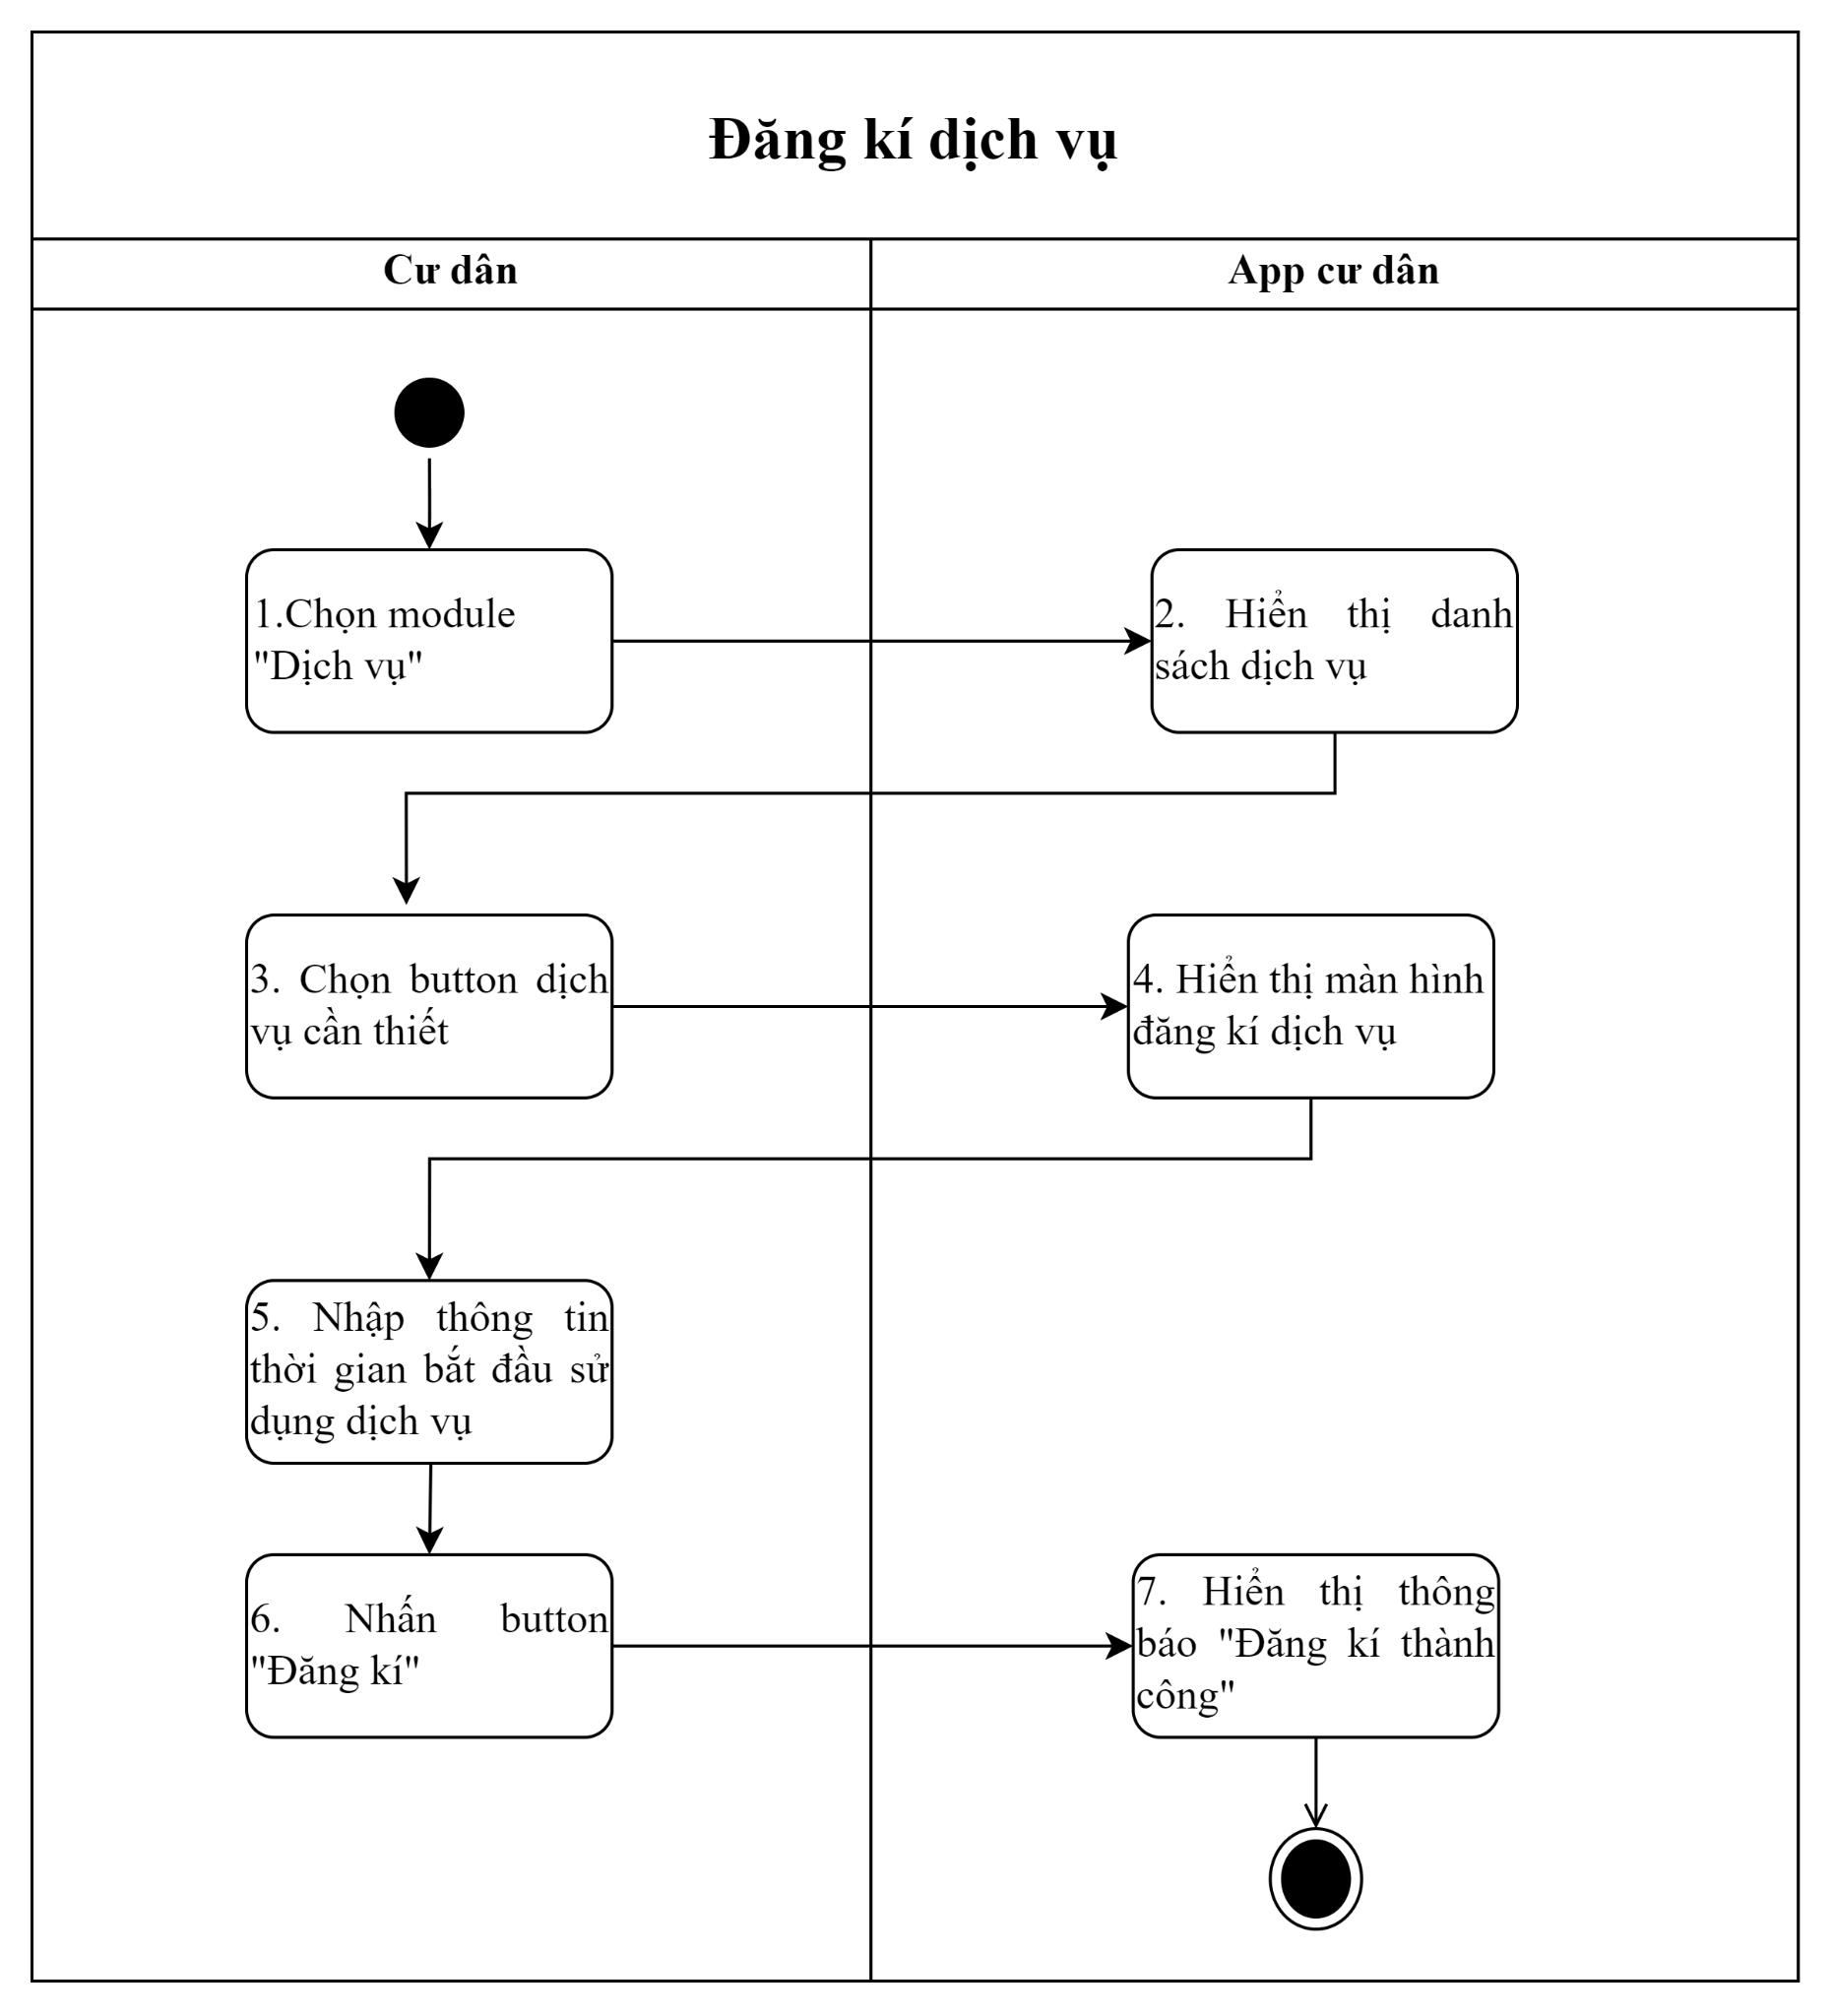 Đăng kí dịch vụ
Cư dân
App cư dân
1.Chọn module
"Dịch vụ"
2. Hiển thị danh
sách dịch vụ
3. Chọn button dịch
vụ cần thiết
4. Hiển thị màn hình
đăng kí dịch vụ
5. Nhập thông tin
thời gian bắt đầu sử
dụng dịch vụ
6. Nhấn button
"Đăng kí"
7. Hiển thị thông
báo "Đăng kí thành
công"